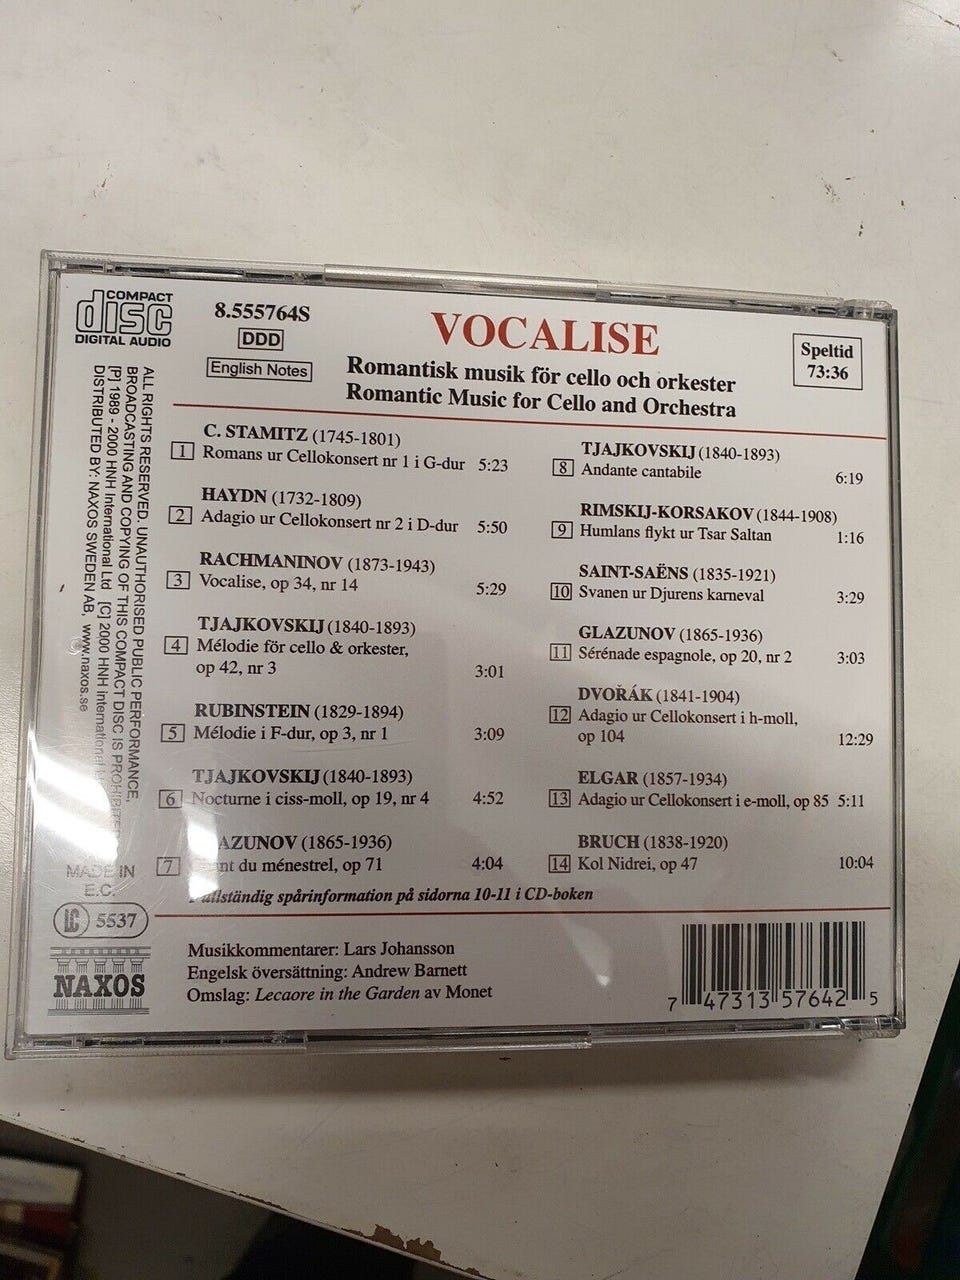 COMPACT
disc
DIGITAL AUDIO
8.555764S
DDD
English Notes
VOCALISE
Romantisk musik för cello och orkester
Romantic Music for Cello and Orchestra
Speltid
73:36
C. STAMITZ (1745-1801)
1 Romans ur Cellokonsert nr 1 i G-dur 5:23
HAYDN (1732-1809)
2 Adagio ur Cellokonsert nr 2 i D-dur 5:50
RACHMANINOV (1873-1943)
3 Vocalise, op 34, nr 14 5:29
TJAJKOVSKIJ (1840-1893)
4 Mélodie för cello & orkester,
op 42, nr 3 3:01
RUBINSTEIN (1829-1894)
5 Mélodie i F-dur, op 3, nr 1 3:09
TJAJKOVSKIJ (1840-1893)
6 Nocturne i ciss-moll, op 19, nr 4 4:52
AZUNOV (1865-1936)
7 du ménestrel, op 71 4:04
TJAJKOVSKIJ (1840-1893)
8 Andante cantabile 6:19
RIMSKIJ-KORSAKOV (1844-1908)
9 Humlans flykt ur Tsar Saltan 1:16
SAINT-SAËNS (1835-1921)
10 Svanen ur Djurens karneval 3:29
GLAZUNOV (1865-1936)
11 Sérénade espagnole, op 20, nr 2 3:03
DVOŘÁK (1841-1904)
12 Adagio ur Cellokonsert i h-moll,
op 104 12:29
ELGAR (1857-1934)
13 Adagio ur Cellokonsert i e-moll, op 85 5:11
BRUCH (1838-1920)
14 Kol Nidrei, op 47 10:04
Fullständig spårinformation på sidorna 10-11 i CD-boken
Musikkommentarer: Lars Johansson
Engelsk översättning: Andrew Barnett
Omslag: Lecaore in the Garden av Monet
7 47313 57642 5
ALL RIGHTS RESERVED. UNAUTHORISED PUBLIC PERFORMANCE,
BROADCASTING AND COPYING OF THIS COMPACT DISC IS PROHIBITED
(P) 1989 - 2000 HNH International Ltd [C] 2000 HNH international
DISTRIBUTED BY: NAXOS SWEDEN AB, www.naxos.se
MADE IN
E.C.
LC 5537
NAXOS